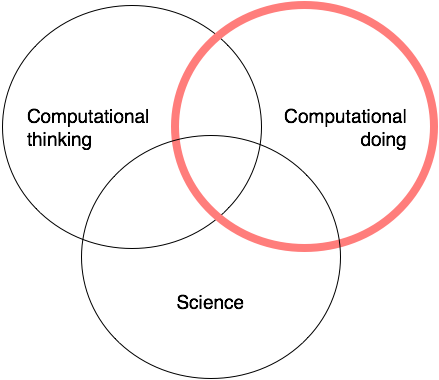 Computational
thinking
Computational
doing
Science